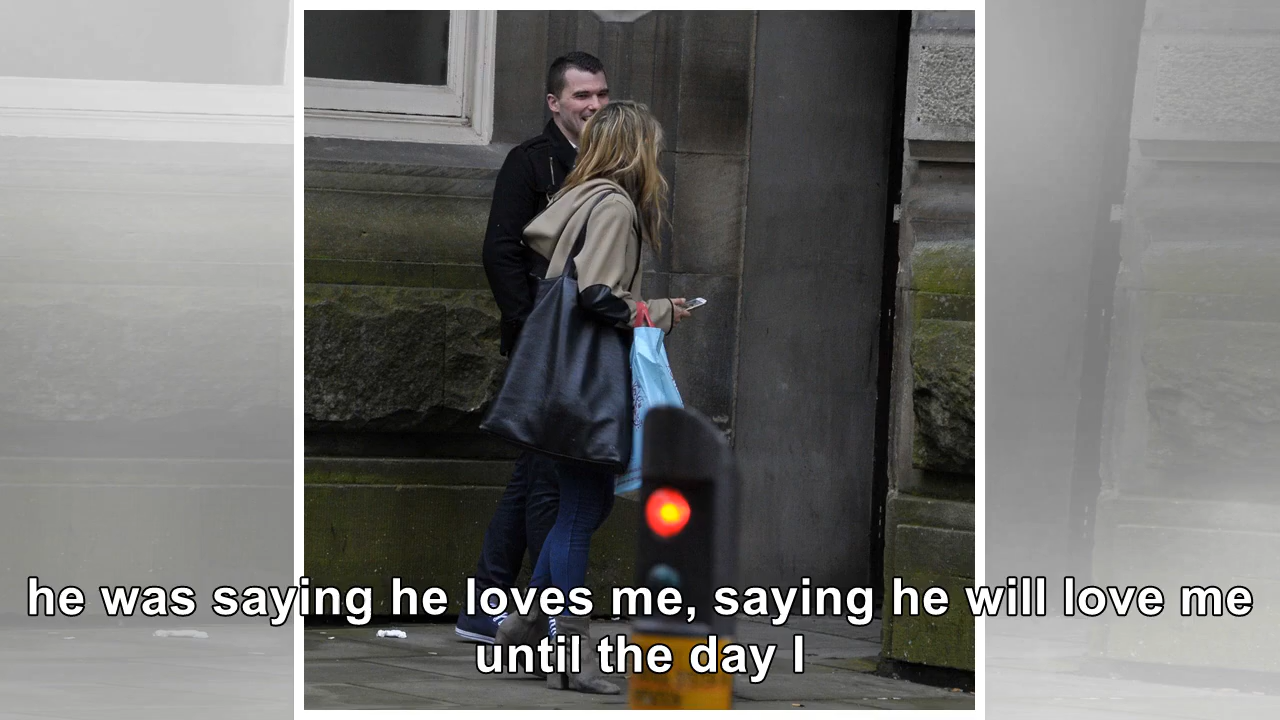 he was saying he loves me, saying he will love me
until the day I